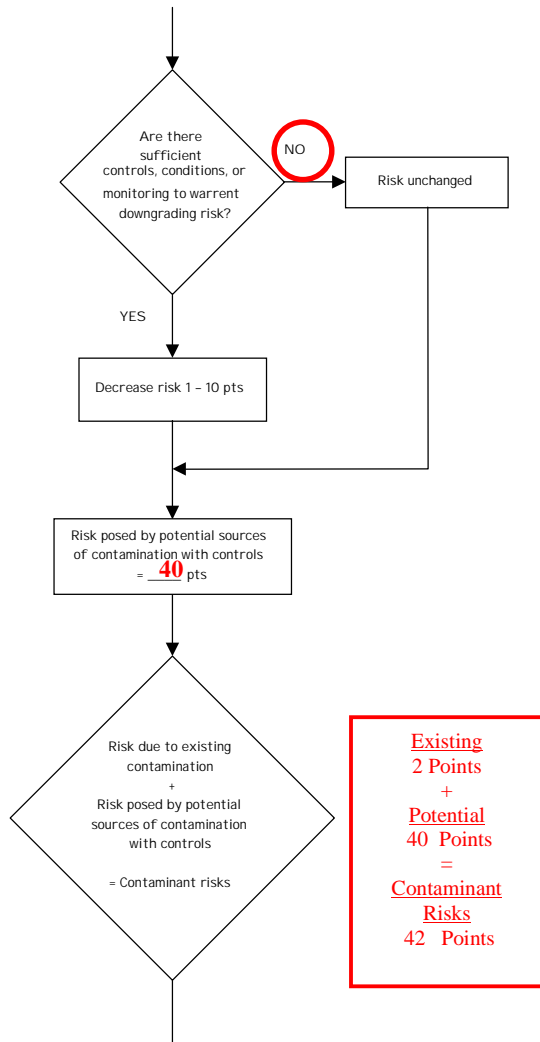 Are there
sufficient
controls, conditions, or
monitoring to warrent
downgrading risk?
NO
Risk unchanged
YES
Decrease risk 1 – 10 pts
Risk posed by potential sources
of contamination with controls
= 40 pts
Risk due to existing
contamination
+
Risk posed by potential
sources of contamination
with controls
= Contaminant risks
Existing
2 Points
+
Potential
40 Points
=
Contaminant
Risks
42 Points